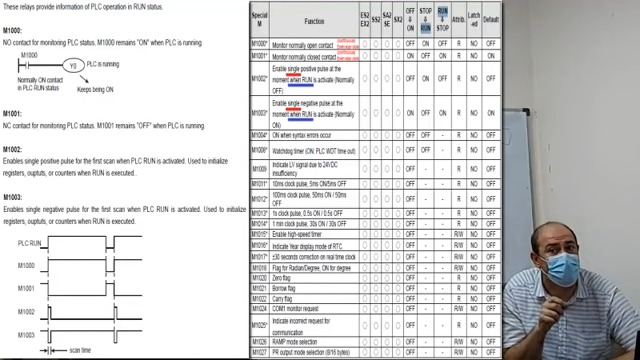 These relays provide information of PLC operation in RUN status.
M1000:
NO contact for monitoring PLC status. M1000 remains "ON" when PLC is running.
M1000
Y0
PLC is running
Normally ON contact
in PLC RUN status
Keeps being ON
M1001:
NC contact for monitoring PLC status. M1001 remains "OFF" when PLC is running.
M1002:
Enables single positive pulse for the first scan when PLC RUN is activated. Used to initialize
registers, ouptuts, or counters when RUN is executed.
M1003:
Enables single negative pulse for the first scan when PLC RUN is activated. Used to initialize
registers, outputs, or counters when RUN is executed.
PLC RUN
M1000
M1001
M1002
M1003
scan time
Special M Function ES2 EX2 SS2 SA2 SE SX2 OFF ⇩ ON STOP ⇩ RUN RUN ⇩ STOP Attrib. Latch-ed Default
M1000* Monitor normally open contact OFF ON OFF R NO OFF
M1001* Monitor normally closed contact ON OFF ON R NO ON
M1002* Enable single positive pulse at the moment when RUN is activate (Normally OFF) OFF ON OFF R NO OFF
M1003* Enable single negative pulse at the moment when RUN is activate (Normally ON) ON OFF ON R NO ON
M1004* ON when syntax errors occur OFF OFF - R NO OFF
M1008* Watchdog timer (ON: PLC WDT time out) OFF OFF - R NO OFF
M1009 Indicate LV signal due to 24VDC insufficiency OFF - - R NO OFF
M1011* 10ms clock pulse, 5ms ON/5ms OFF OFF - - R NO OFF
M1012* 100ms clock pulse, 50ms ON / 50ms OFF OFF - - R NO OFF
M1013* 1s clock pulse, 0.5s ON / 0.5s OFF OFF - - R NO OFF
M1014* 1 min clock pulse, 30s ON / 30s OFF OFF - - R NO OFF
M1015* Enable high-speed timer OFF - - R/W NO OFF
M1016* Indicate Year display mode of RTC. OFF - - R/W NO OFF
M1017* ±30 seconds correction on real time clock OFF - - R/W NO OFF
M1018 Flag for Radian/Degree, ON for degree OFF - - R/W NO OFF
M1020 Zero flag OFF - - R NO OFF
M1021 Borrow flag OFF - - R NO OFF
M1022 Carry flag OFF - - R NO OFF
M1024 COM1 monitor request OFF - - R/W NO OFF
M1025* Indicate incorrect request for communication OFF - - R NO OFF
M1026 RAMP mode selection OFF - - R/W NO OFF
M1027 PR output mode selection (8/16 bytes) OFF - - R/W NO OFF